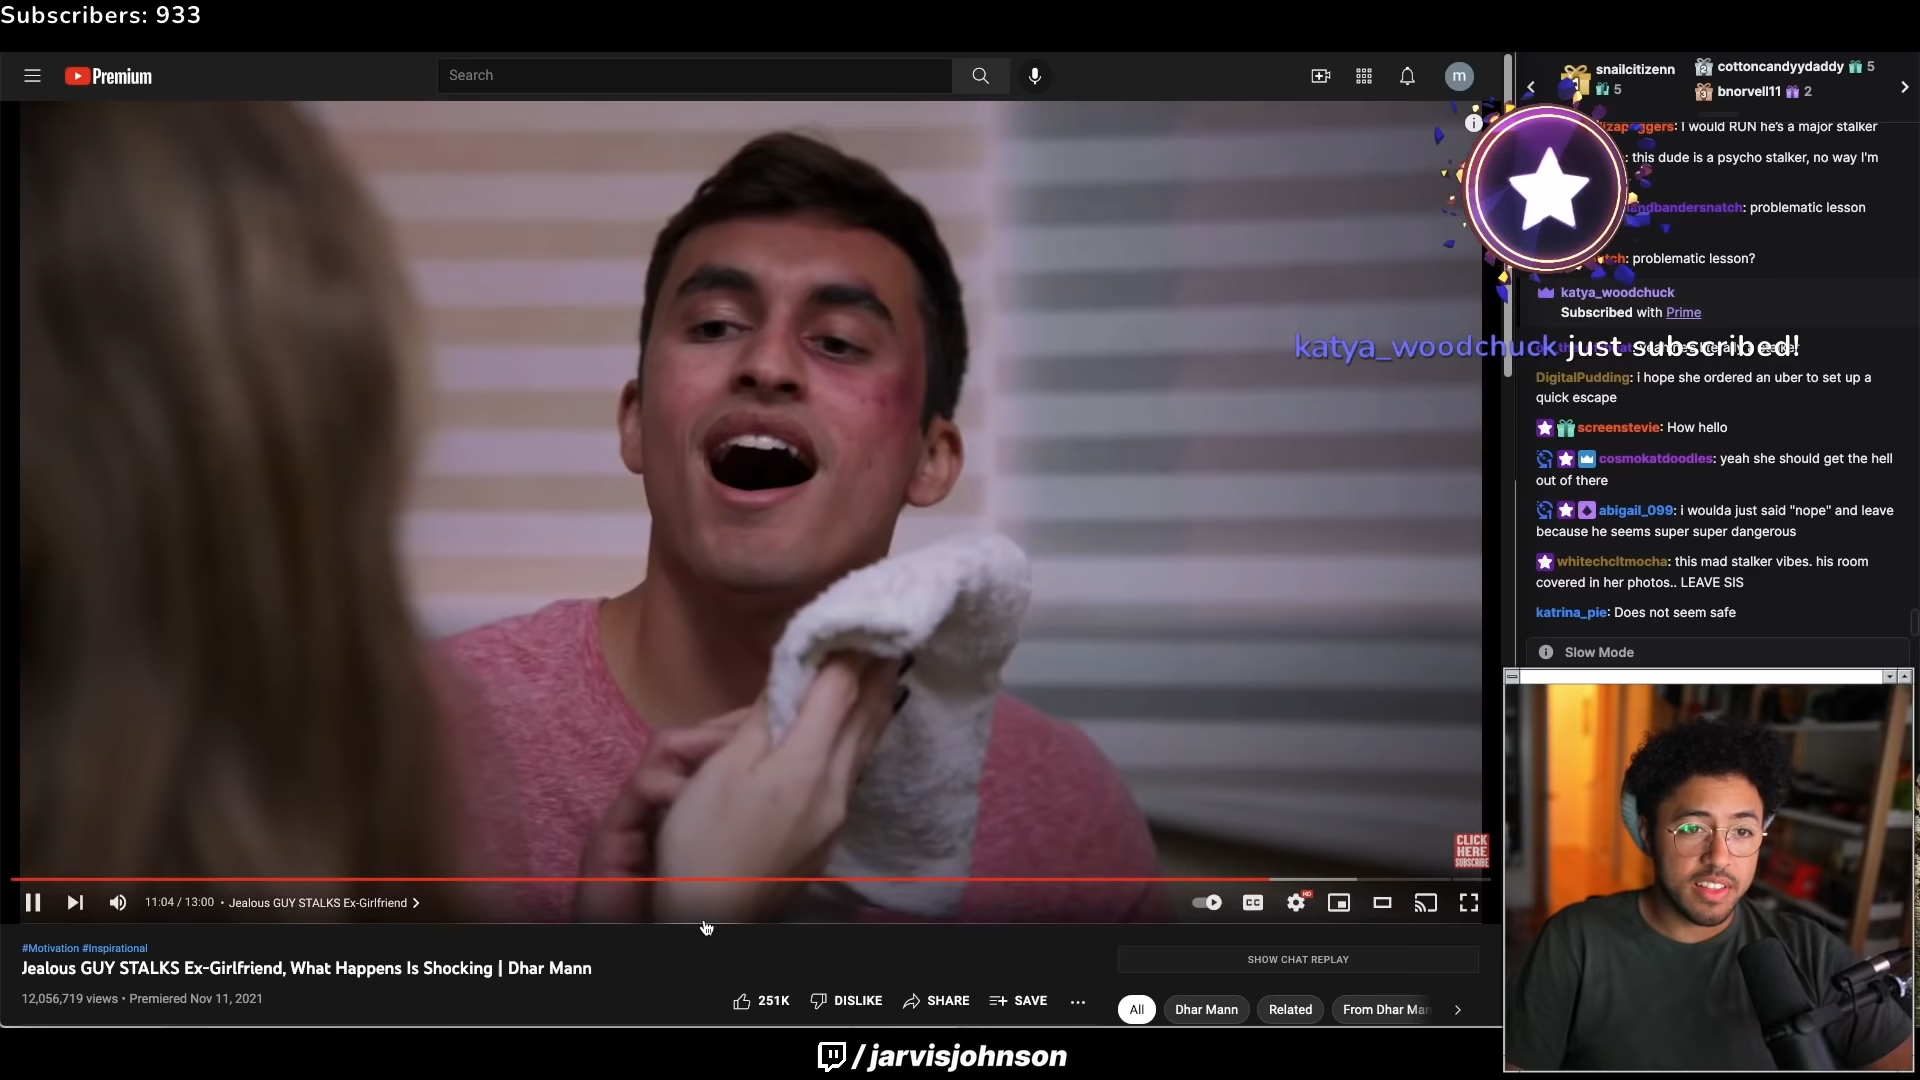 Subscribers: 933
Premium
Search
m
snailcitizenn
5
cottoncandyydaddy 5
bnorvell11 2
I would RUN he's a major stalker
: this dude is a psycho stalker, no way I'm
andbandersnatch: problematic lesson
: problematic lesson?
katya_woodchuck
Subscribed with Prime
katya_woodchuck just subscribed!
DigitalPudding: i hope she ordered an uber to set up a
quick escape
screenstevie: How hello
cosmokatdoodles: yeah she should get the hell
out of there
abigail_099: i woulda just said "nope" and leave
because he seems super super dangerous
whitechcltmocha: this mad stalker vibes. his room
covered in her photos.. LEAVE SIS
katrina_pie: Does not seem safe
Slow Mode
CLICK
HERE
SUBSCRIBE
11:04 / 13:00 • Jealous GUY STALKS Ex-Girlfriend
CC
HD
#Motivation #Inspirational
Jealous GUY STALKS Ex-Girlfriend, What Happens Is Shocking | Dhar Mann
12,056,719 views • Premiered Nov 11, 2021
251K
DISLIKE
SHARE
SAVE
SHOW CHAT REPLAY
All
Dhar Mann
Related
From Dhar Man
/jarvisjohnson